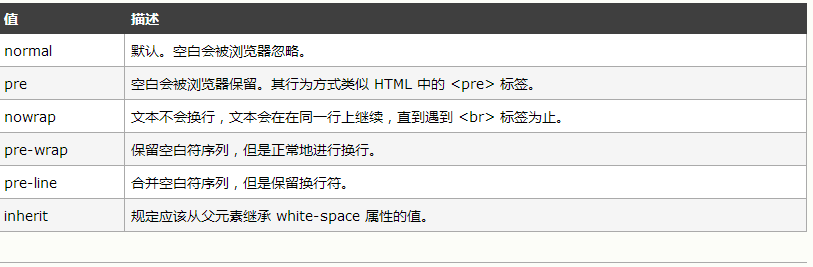 值 描述
normal 默认。空白会被浏览器忽略。
pre 空白会被浏览器保留。其行为方式类似 HTML 中的 <pre> 标签。
nowrap 文本不会换行，文本会在在同一行上继续，直到遇到 <br> 标签为止。
pre-wrap 保留空白符序列，但是正常地进行换行。
pre-line 合并空白符序列，但是保留换行符。
inherit 规定应该从父元素继承 white-space 属性的值。